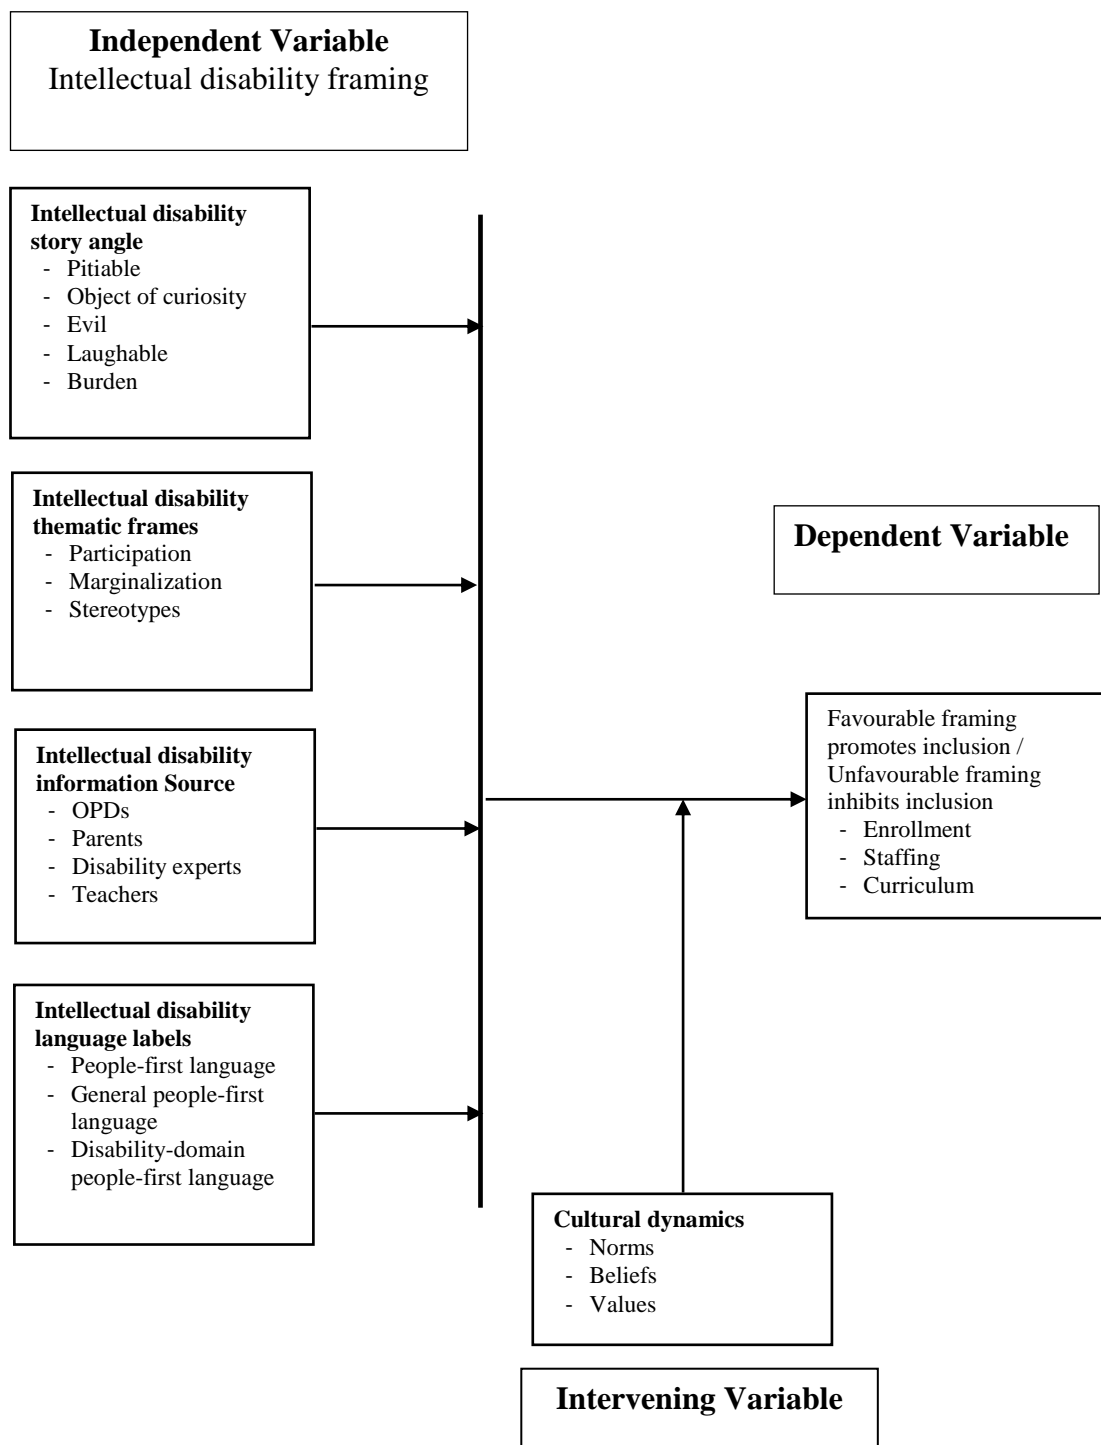 Independent Variable
Intellectual disability framing
Intellectual disability
story angle
- Pitiable
- Object of curiosity
- Evil
- Laughable
- Burden
Intellectual disability
thematic frames
- Participation
- Marginalization
- Stereotypes
Dependent Variable
Intellectual disability
information Source
- OPDs
- Parents
- Disability experts
- Teachers
Favourable framing
promotes inclusion /
Unfavourable framing
inhibits inclusion
- Enrollment
- Staffing
- Curriculum
Intellectual disability
language labels
- People-first language
- General people-first
language
- Disability-domain
people-first language
Cultural dynamics
- Norms
- Beliefs
- Values
Intervening Variable